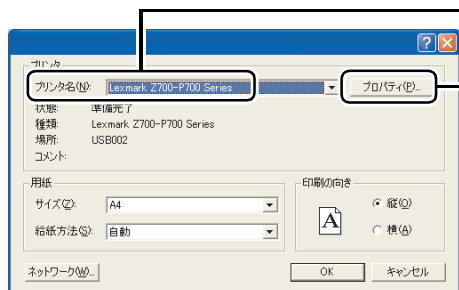 プリンタ
プリンタ名(N): Lexmark Z700-P700 Series プロパティ(P)...
状態: 準備完了
種類: Lexmark Z700-P700 Series
場所: USB002
コメント:
用紙
サイズ(Z): A4
給紙方法(S): 自動
印刷の向き
A
縦(O)
横(A)
ネットワーク(W)... OK キャンセル